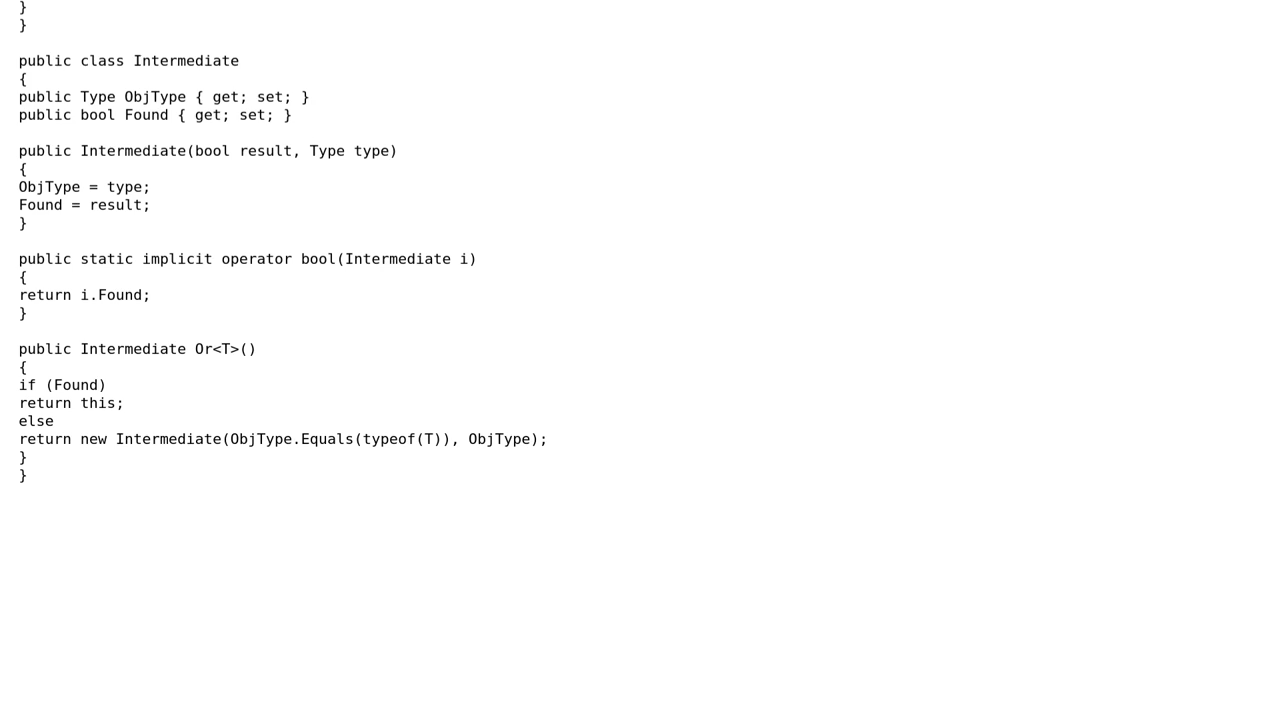 }
}
public class Intermediate
{
public Type ObjType { get; set; }
public bool Found { get; set; }
public Intermediate(bool result, Type type)
{
ObjType = type;
Found = result;
}
public static implicit operator bool(Intermediate i)
{
return i.Found;
}
public Intermediate Or<T>()
{
if (Found)
return this;
else
return new Intermediate(ObjType.Equals(typeof(T)), ObjType);
}
}